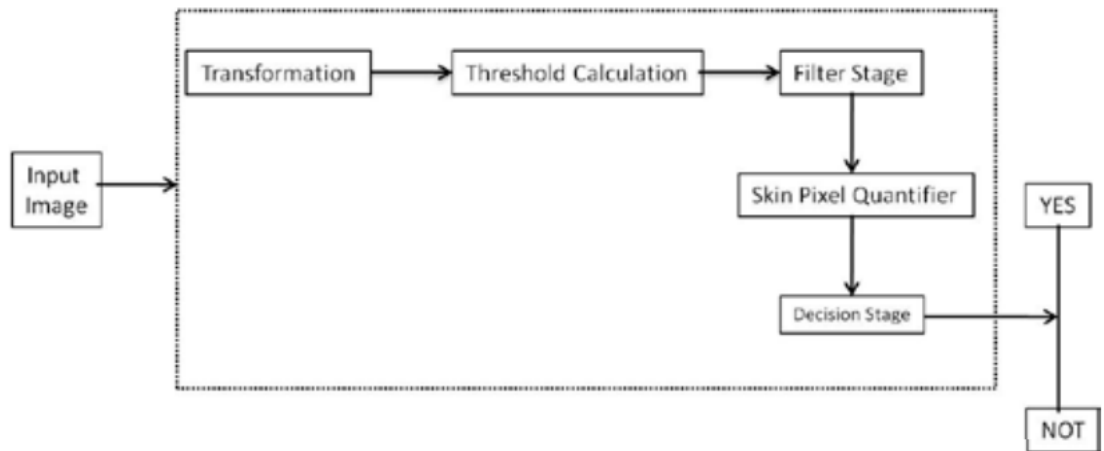 Transformation
Threshold Calculation
Filter Stage
Input
Image
Skin Pixel Quantifier
YES
Decision Stage
NOT